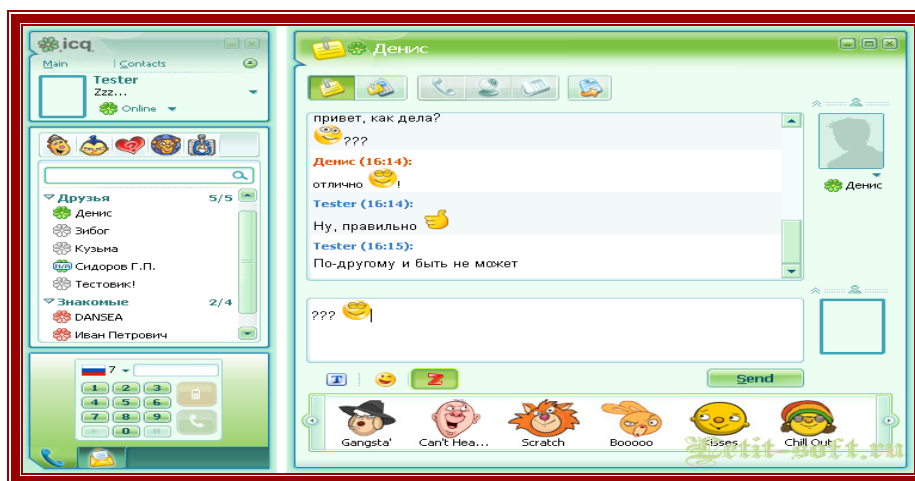 icq
Main | Contacts
Tester
Zzz...
Online
Друзья 5/5
Денис
Зибог
Кузьма
N/A Сидоров Г.П.
Тестовик!
Знакомые 2/4
DANSEA
Иван Петрович
7
1 2 3
4 5 6
7 8 9
* 0 #
Денис
привет, как дела?
???
Денис (16:14):
отлично !
Tester (16:14):
Ну, правильно
Tester (16:15):
По-другому и быть не может
Денис
???
T Z Send
Gangsta' Can't Hea... Scratch Booooo Kisses Chill Out
Petit-soft.ru